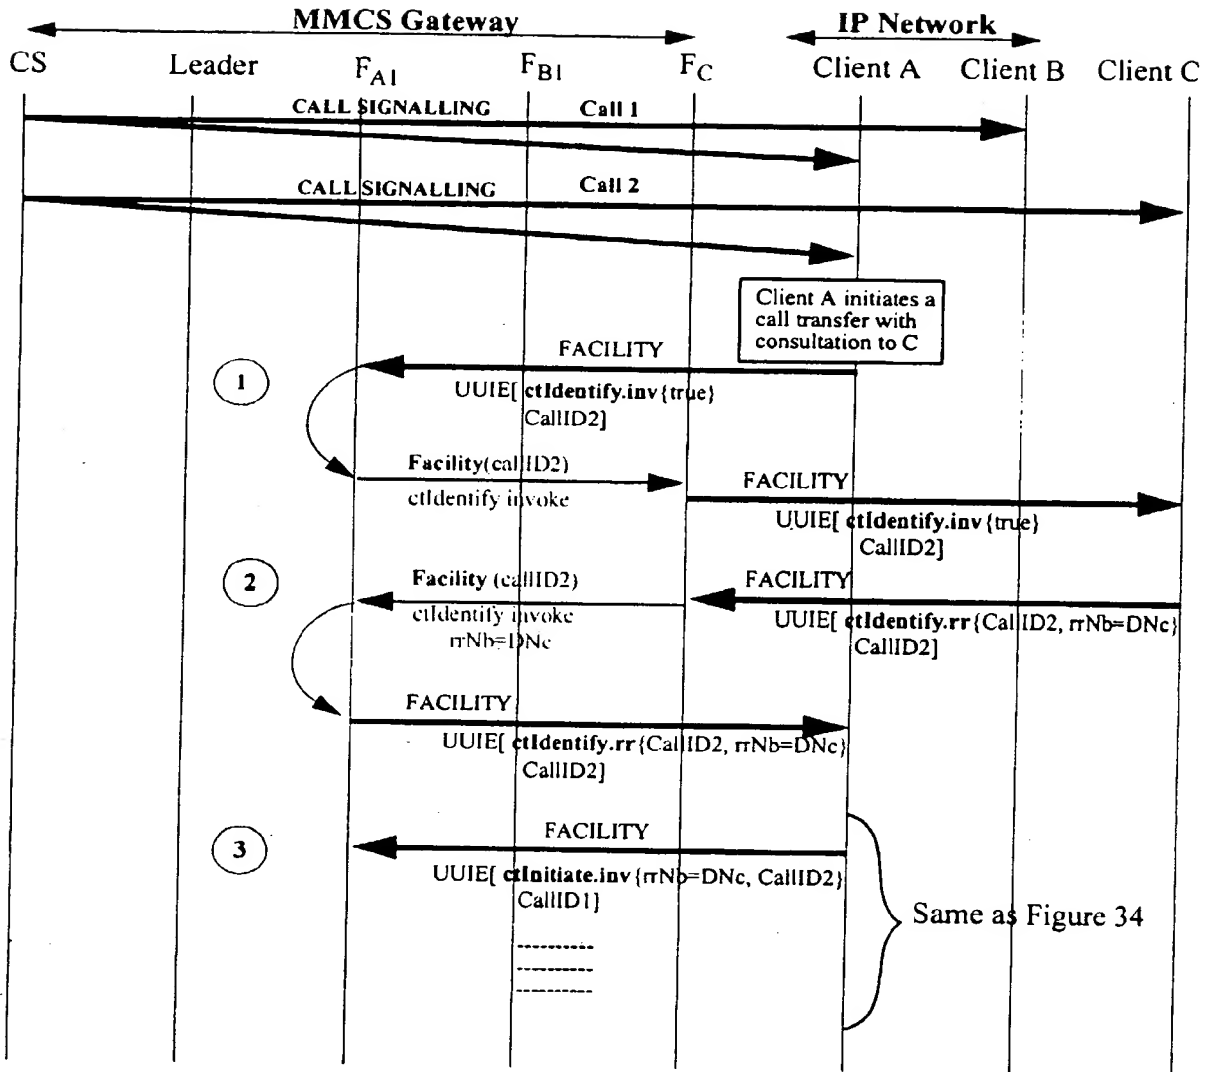 MMCS Gateway
IP Network
CS Leader FA1 FB1 FC Client A Client B Client C
CALL SIGNALLING Call 1
CALL SIGNALLING Call 2
Client A initiates a
call transfer with
consultation to C
FACILITY
1
UUIE[ ctIdentify.inv{true}
CallID2]
Facility(callID2)
ctIdentify invoke
FACILITY
UUIE[ ctIdentify.inv{true}
CallID2]
2
Facility (callID2)
ctIdentify invoke
rrNb=DNc
FACILITY
UUIE[ ctIdentify.rr{CallID2, rrNb=DNc}
CallID2]
FACILITY
UUIE[ ctIdentify.rr{CallID2, rrNb=DNc}
CallID2]
3
FACILITY
UUIE[ ctInitiate.inv{rrNb=DNc, CallID2}
CallID1]
Same as Figure 34